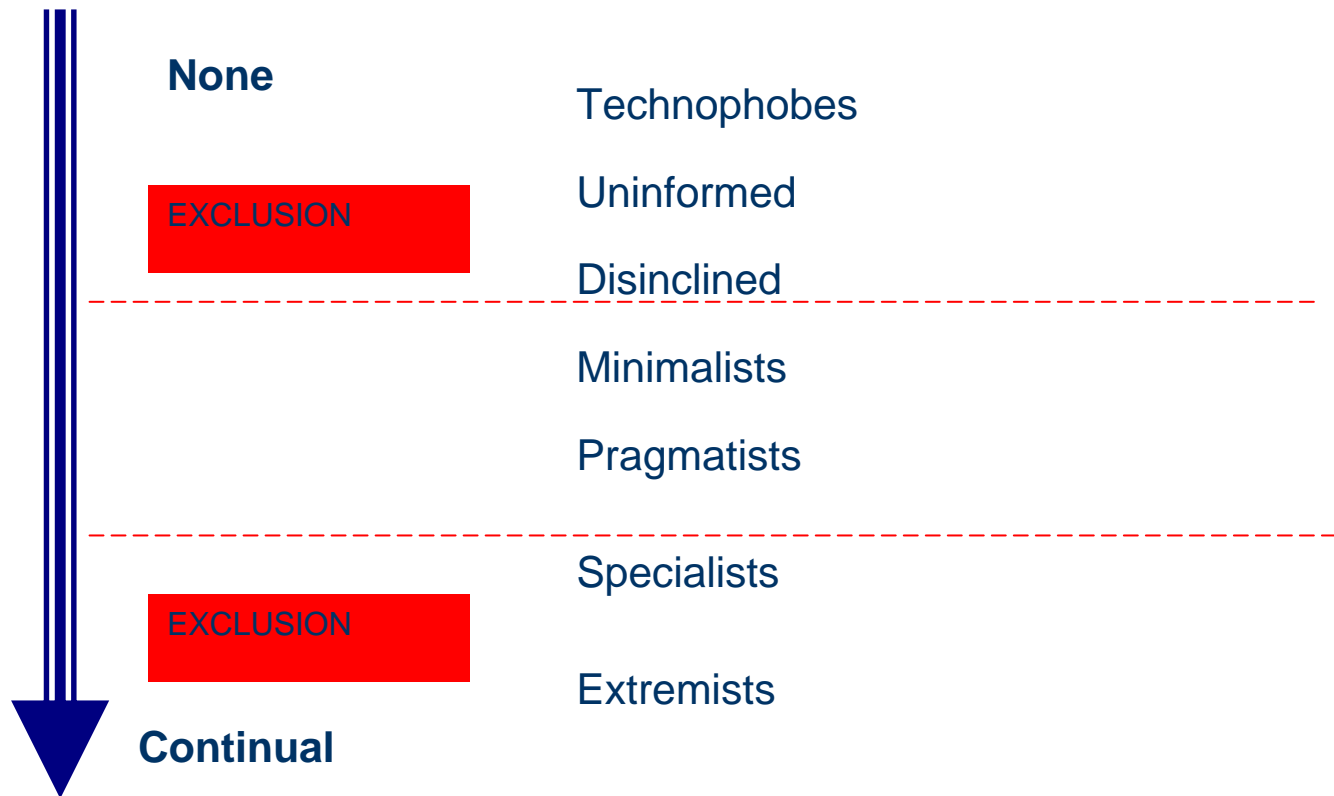 None
Technophobes
Uninformed
EXCLUSION
Disinclined
Minimalists
Pragmatists
Specialists
EXCLUSION
Extremists
Continual